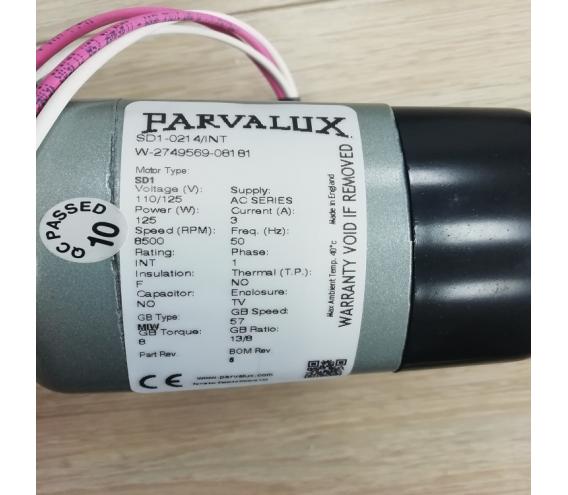 PARVALUX
SD1-0214/INT
W-2749569-08181
Motor Type:
SD1
Voltage (V): Supply:
110/125 AC SERIES
Power (W): Current (A):
125 3
Speed (RPM): Freq. (Hz):
8500 50
Rating: Phase:
INT 1
Insulation: Thermal (T.P.):
F NO
Capacitor: Enclosure:
NO TV
GB Type: GB Speed:
MIW 57
GB Torque: GB Ratio:
8 13/8
Part Rev BOM Rev
6
CE www.parvalux.com
Max Ambient Temp. 40°c Made in England
WARRANTY VOID IF REMOVED
QC PASSED
10